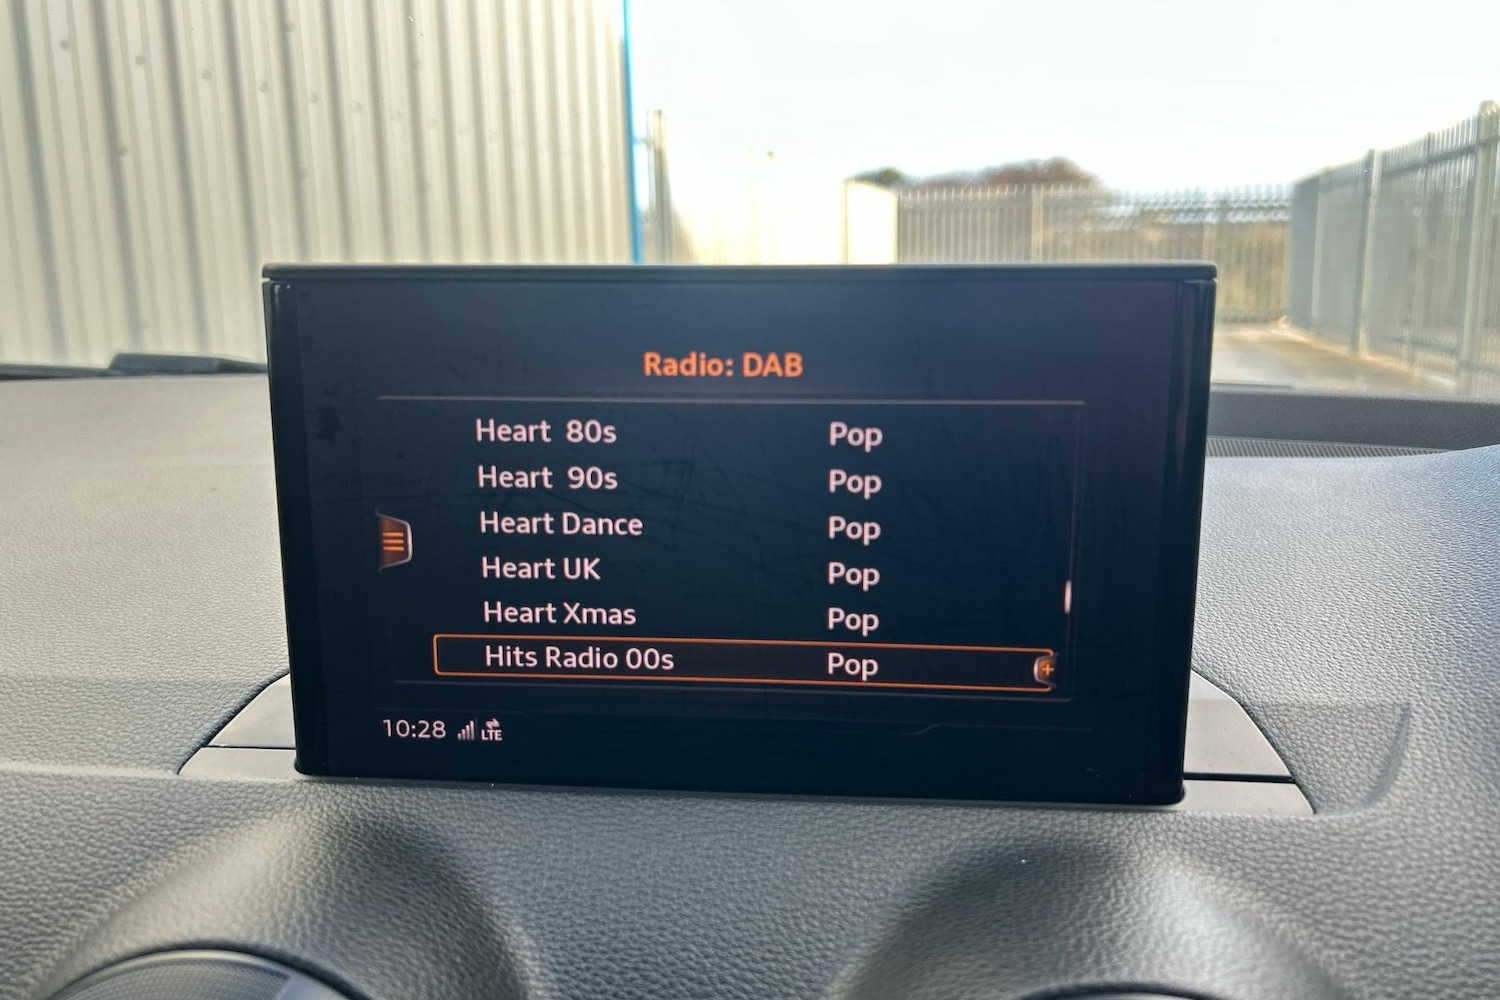 Radio: DAB
Heart 80s Pop
Heart 90s Pop
Heart Dance Pop
Heart UK Pop
Heart Xmas Pop
Hits Radio 00s Pop
10:28 LTE